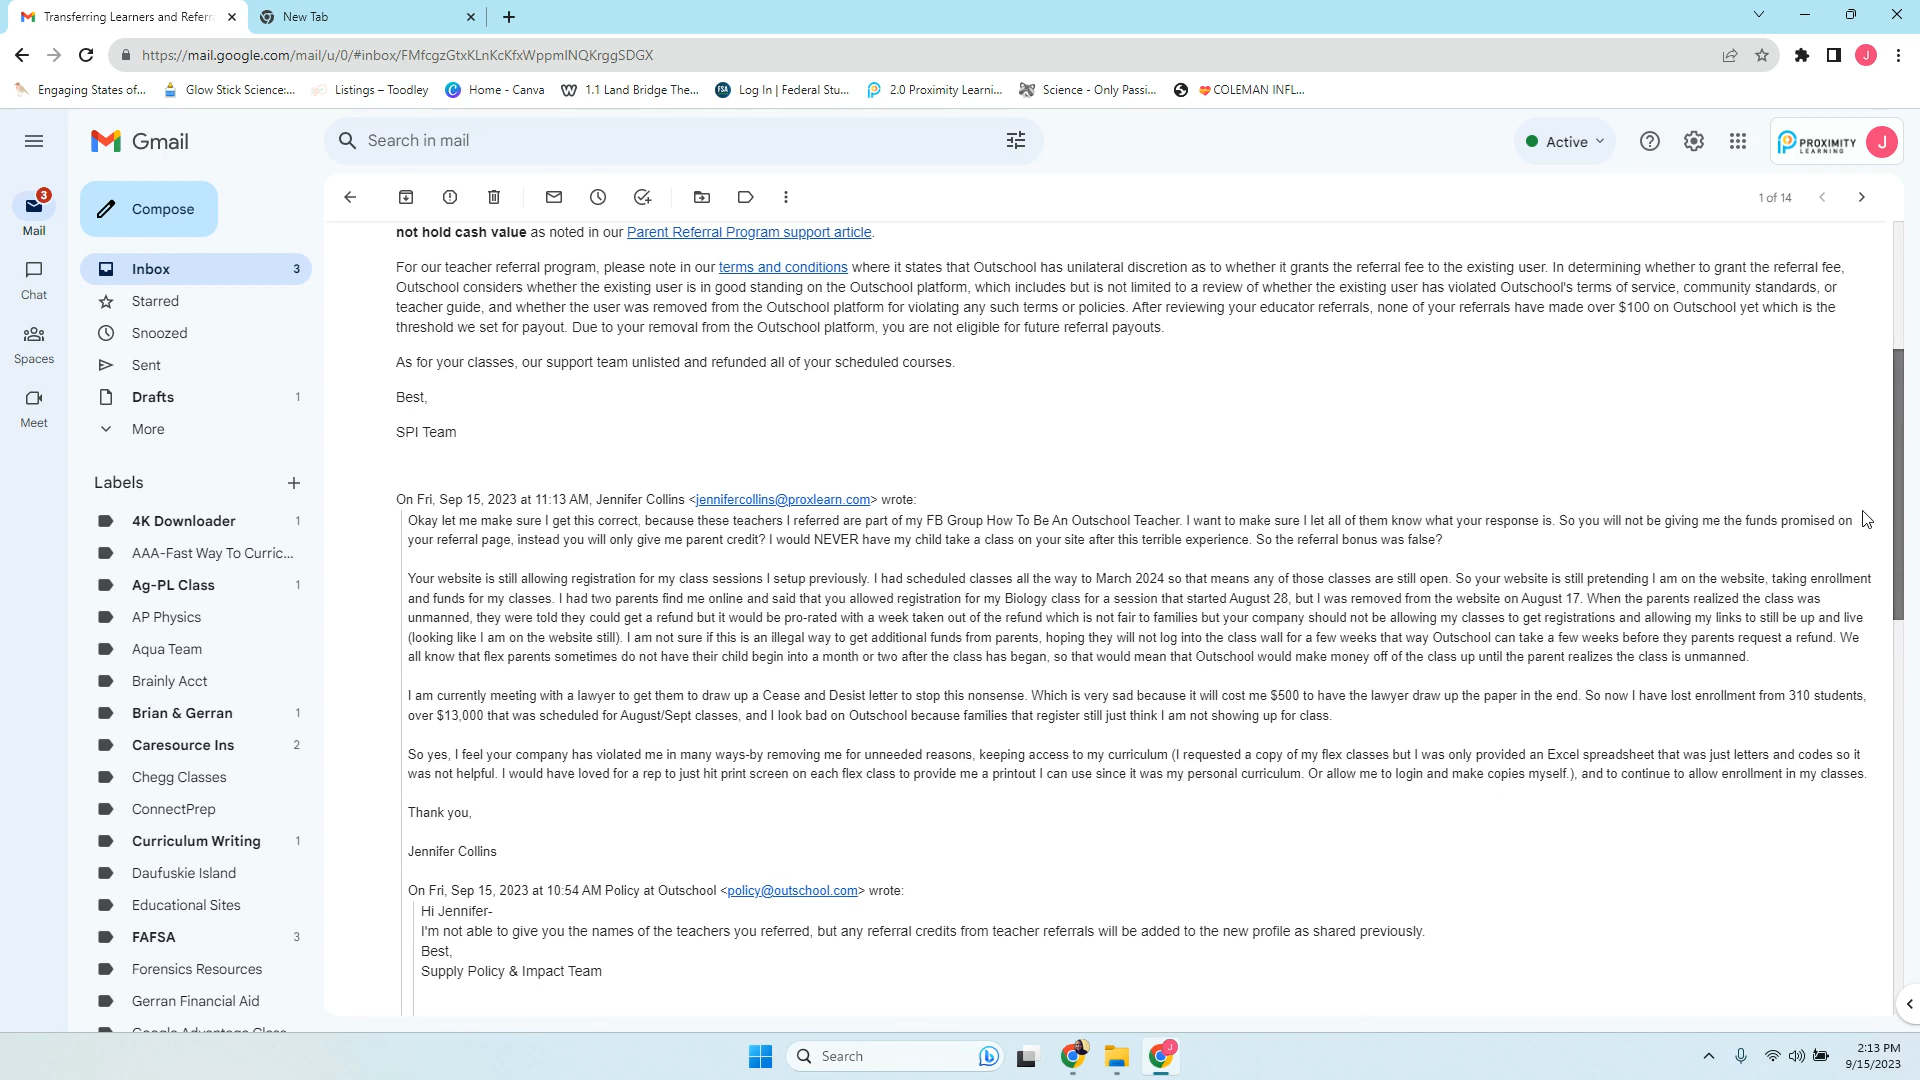 Transferring Learners and Referr
New Tab
https://mail.google.com/mail/u/0/#inbox/FMfcgzGtxKLnKcKfxWppmlNQKrggSDGX
J
Engaging States of...
Glow Stick Science:...
Listings – Toodley
Home - Canva
1.1 Land Bridge The...
FSA
Log In | Federal Stu...
2.0 Proximity Learni...
Science - Only Passi...
COLEMAN INFL...
Gmail
Search in mail
Active
PROXIMITY
LEARNING
J
3
Mail
Chat
Spaces
Meet
Compose
Inbox 3
Starred
Snoozed
Sent
Drafts 1
More
Labels
4K Downloader 1
AAA-Fast Way To Curric...
Ag-PL Class 1
AP Physics
Aqua Team
Brainly Acct
Brian & Gerran 1
Caresource Ins 2
Chegg Classes
ConnectPrep
Curriculum Writing 1
Daufuskie Island
Educational Sites
FAFSA 3
Forensics Resources
Gerran Financial Aid
Google Advantage Class
1 of 14
not hold cash value as noted in our Parent Referral Program support article.
For our teacher referral program, please note in our terms and conditions where it states that Outschool has unilateral discretion as to whether it grants the referral fee to the existing user. In determining whether to grant the referral fee,
Outschool considers whether the existing user is in good standing on the Outschool platform, which includes but is not limited to a review of whether the existing user has violated Outschool's terms of service, community standards, or
teacher guide, and whether the user was removed from the Outschool platform for violating any such terms or policies. After reviewing your educator referrals, none of your referrals have made over $100 on Outschool yet which is the
threshold we set for payout. Due to your removal from the Outschool platform, you are not eligible for future referral payouts.
As for your classes, our support team unlisted and refunded all of your scheduled courses.
Best,
SPI Team
On Fri, Sep 15, 2023 at 11:13 AM, Jennifer Collins <jennifercollins@proxlearn.com> wrote:
Okay let me make sure I get this correct, because these teachers I referred are part of my FB Group How To Be An Outschool Teacher. I want to make sure I let all of them know what your response is. So you will not be giving me the funds promised on
your referral page, instead you will only give me parent credit? I would NEVER have my child take a class on your site after this terrible experience. So the referral bonus was false?
Your website is still allowing registration for my class sessions I setup previously. I had scheduled classes all the way to March 2024 so that means any of those classes are still open. So your website is still pretending I am on the website, taking enrollment
and funds for my classes. I had two parents find me online and said that you allowed registration for my Biology class for a session that started August 28, but I was removed from the website on August 17. When the parents realized the class was
unmanned, they were told they could get a refund but it would be pro-rated with a week taken out of the refund which is not fair to families but your company should not be allowing my classes to get registrations and allowing my links to still be up and live
(looking like I am on the website still). I am not sure if this is an illegal way to get additional funds from parents, hoping they will not log into the class wall for a few weeks that way Outschool can take a few weeks before they parents request a refund. We
all know that flex parents sometimes do not have their child begin into a month or two after the class has began, so that would mean that Outschool would make money off of the class up until the parent realizes the class is unmanned.
I am currently meeting with a lawyer to get them to draw up a Cease and Desist letter to stop this nonsense. Which is very sad because it will cost me $500 to have the lawyer draw up the paper in the end. So now I have lost enrollment from 310 students,
over $13,000 that was scheduled for August/Sept classes, and I look bad on Outschool because families that register still just think I am not showing up for class.
So yes, I feel your company has violated me in many ways-by removing me for unneeded reasons, keeping access to my curriculum (I requested a copy of my flex classes but I was only provided an Excel spreadsheet that was just letters and codes so it
was not helpful. I would have loved for a rep to just hit print screen on each flex class to provide me a printout I can use since it was my personal curriculum. Or allow me to login and make copies myself.), and to continue to allow enrollment in my classes.
Thank you,
Jennifer Collins
On Fri, Sep 15, 2023 at 10:54 AM Policy at Outschool <policy@outschool.com> wrote:
Hi Jennifer-
I'm not able to give you the names of the teachers you referred, but any referral credits from teacher referrals will be added to the new profile as shared previously.
Best,
Supply Policy & Impact Team
Search
J
2:13 PM
9/15/2023